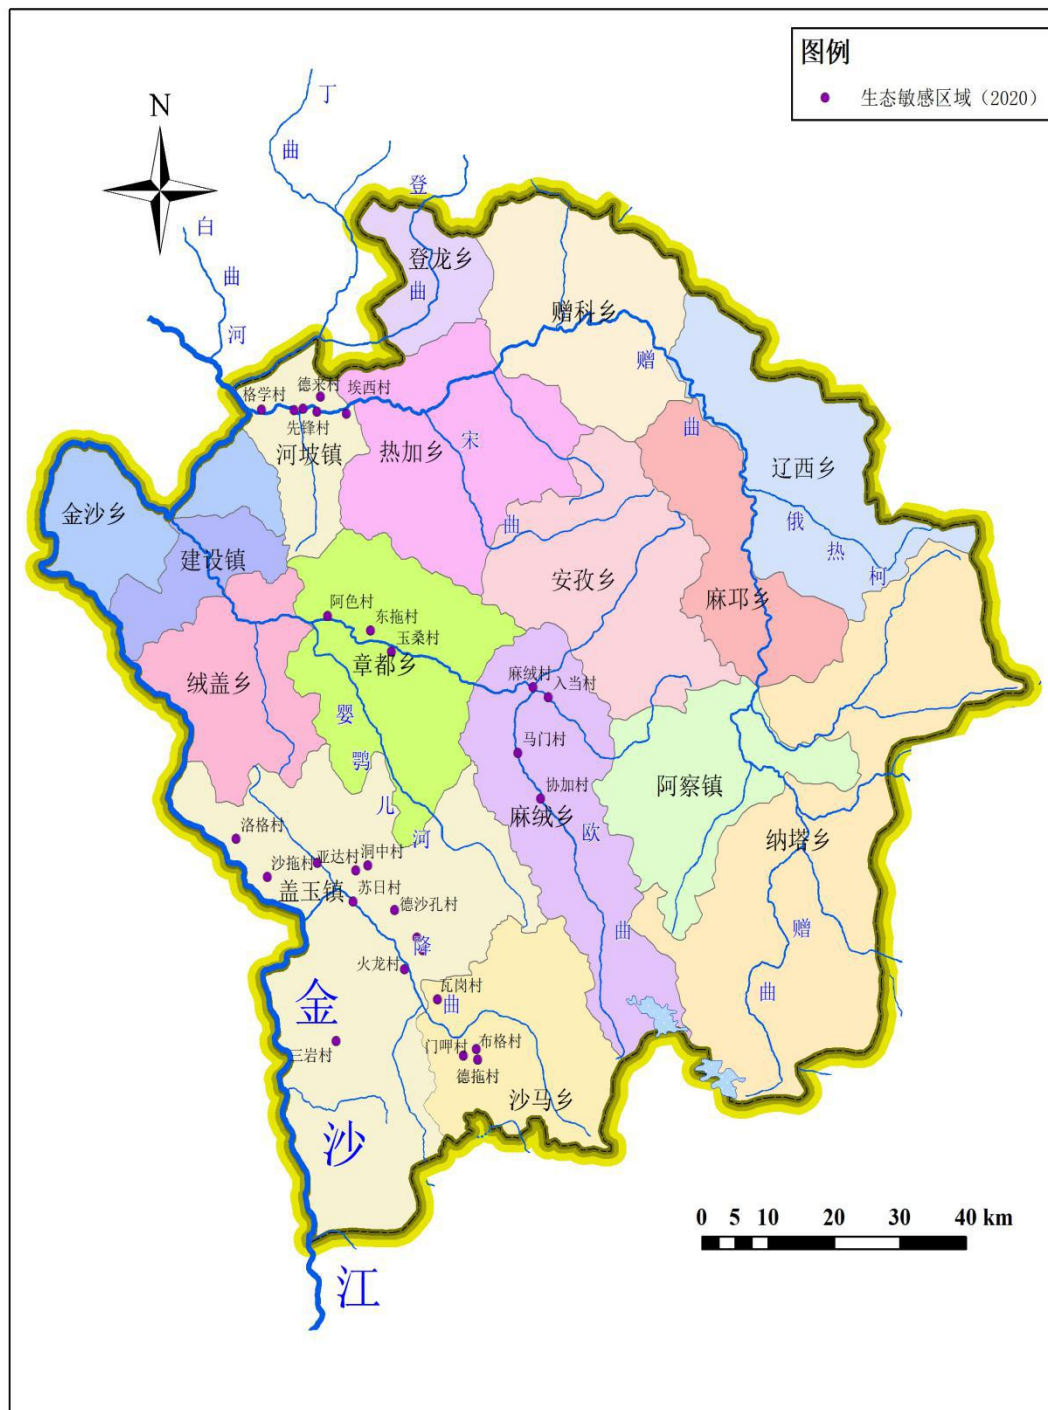 图例
生态敏感区域（2020）
N
丁
曲
白
曲
河
登
曲
登龙乡
赠科乡
赠
曲
德来村
格学村
埃西村
先锋村
河坡镇
热加乡
宋
曲
辽西乡
俄
热
柯
金沙乡
建设镇
安孜乡
麻邛乡
阿色村
东拖村
玉桑村
章都乡
绒盖乡
麻绒村
入当村
马门村
协加村
麻绒乡
欧
曲
婴
鹗
儿
河
阿察镇
纳塔乡
赠
曲
洛格村
沙拖村
亚达村
洞中村
盖玉镇
苏日村
德沙孔村
降
曲
火龙村
瓦岗村
三岩村
门呷村
布格村
德拖村
沙马乡
金
沙
江
0 5 10 20 30 40 km